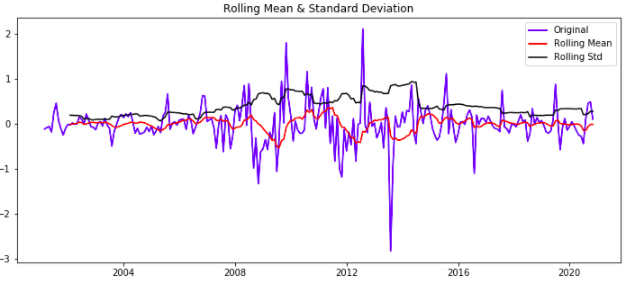 Rolling Mean & Standard Deviation
Original
Rolling Mean
Rolling Std
2
1
0
−1
−2
−3
2004
2008
2012
2016
2020